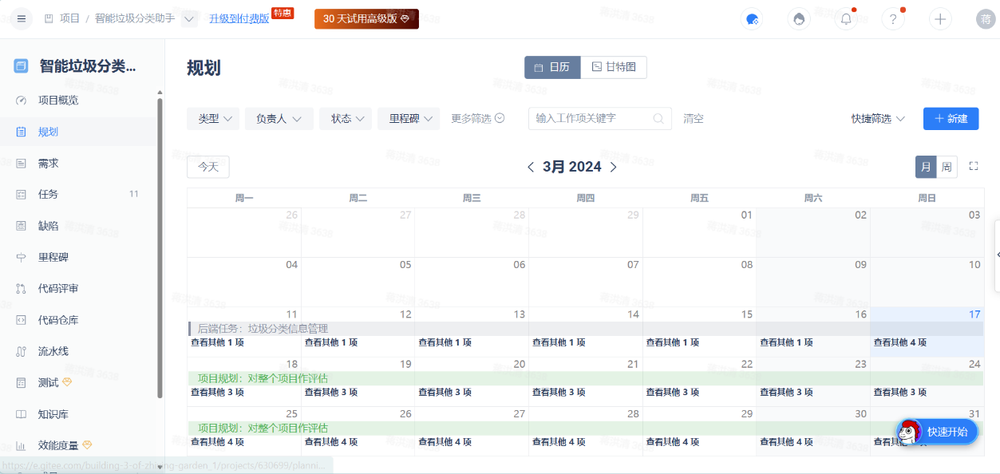 项目 / 智能垃圾分类助手 升级到付费版 特惠 30 天试用高级版 蒋
智能垃圾分类...
项目概览
规划
需求
任务 11
缺陷
里程碑
代码评审
代码仓库
流水线
测试
知识库
效能度量
https://e.gitee.com/building-3-of-zhiyong-garden_1/projects/630699/planni...
规划 日历 甘特图
类型 负责人 状态 里程碑 更多筛选 输入工作项关键字 清空 快捷筛选 新建
今天 3月 2024 月 周
周一 周二 周三 周四 周五 周六 周日
26 27 28 29 01 02 03
04 05 06 07 08 09 10
11 12 13 14 15 16 17
后端任务：垃圾分类信息管理
查看其他 1 项 查看其他 1 项 查看其他 1 项 查看其他 1 项 查看其他 1 项 查看其他 1 项 查看其他 4 项
18 19 20 21 22 23 24
项目规划：对整个项目作评估
查看其他 3 项 查看其他 3 项 查看其他 3 项 查看其他 3 项 查看其他 3 项 查看其他 3 项 查看其他 3 项
25 26 27 28 29 30 31
项目规划：对整个项目作评估
查看其他 4 项 查看其他 4 项 查看其他 4 项 查看其他 4 项 查看其他 4 项 查看其他 4 项 查看其
快速开始